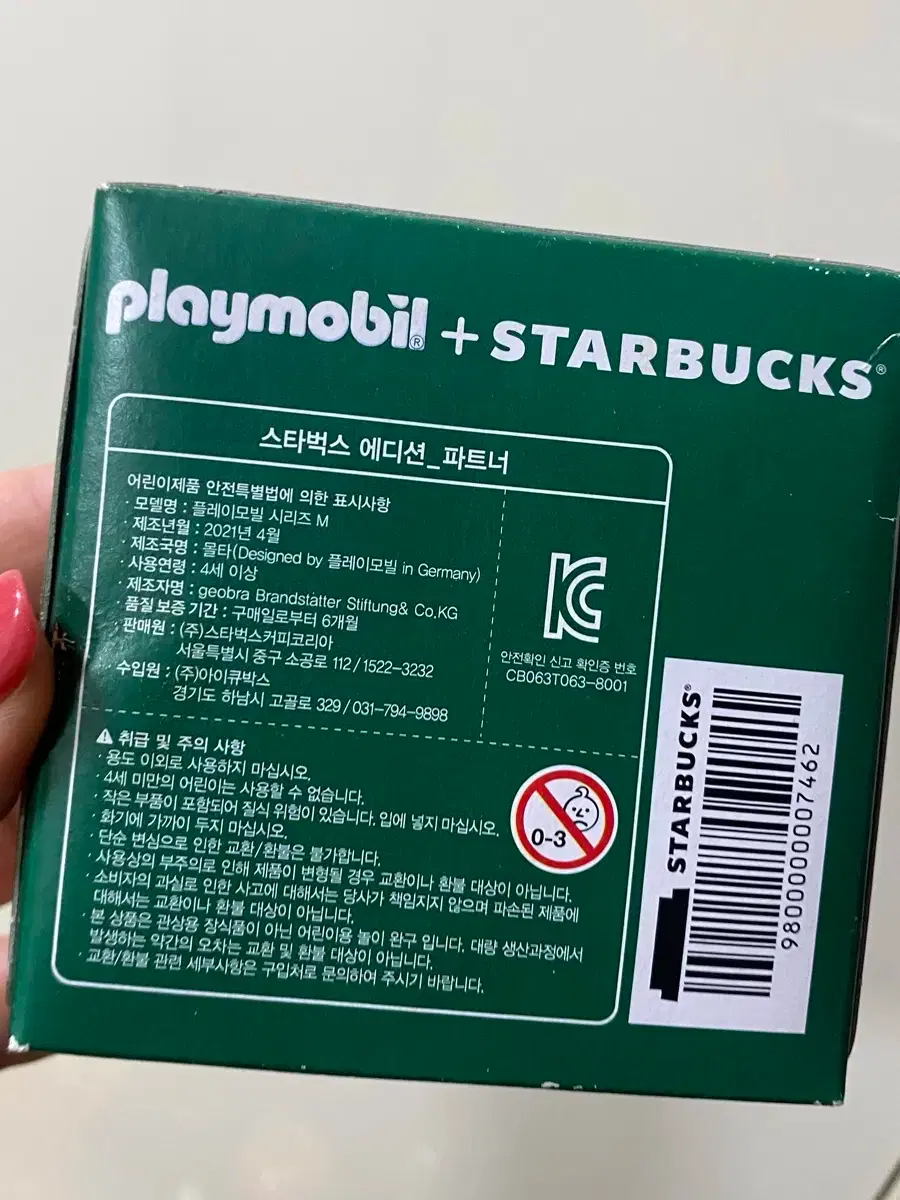 playmobil® + STARBUCKS®
스타벅스 에디션_파트너
어린이제품 안전특별법에 의한 표시사항
· 모델명 : 플레이모빌 시리즈 M
· 제조년월 : 2021년 4월
· 제조국명 : 몰타(Designed by 플레이모빌 in Germany)
· 사용연령 : 4세 이상
· 제조자명 : geobra Brandstätter Stiftung& Co.KG
· 품질 보증 기간 : 구매일로부터 6개월
· 판매원 : (주)스타벅스커피코리아
서울특별시 중구 소공로 112 / 1522-3232
· 수입원 : (주)아이큐박스
경기도 하남시 고골로 329 / 031-794-9898
안전확인 신고 확인증 번호
CB063T063-8001
⚠ 취급 및 주의 사항
· 용도 이외로 사용하지 마십시오.
· 4세 미만의 어린이는 사용할 수 없습니다.
· 작은 부품이 포함되어 질식 위험이 있습니다. 입에 넣지 마십시오.
· 화기에 가까이 두지 마십시오.
· 단순 변심으로 인한 교환/환불은 불가합니다.
· 사용상의 부주의로 인해 제품이 변형될 경우 교환이나 환불 대상이 아닙니다.
· 소비자의 과실로 인한 사고에 대해서는 당사가 책임지지 않으며 파손된 제품에
대해서는 교환이나 환불 대상이 아닙니다.
· 본 상품은 관상용 장식품이 아닌 어린이용 놀이 완구 입니다. 대량 생산과정에서
발생하는 약간의 오차는 교환 및 환불 대상이 아닙니다.
· 교환/환불 관련 세부사항은 구입처로 문의하여 주시기 바랍니다.
0-3
STARBUCKS®
9800000007462